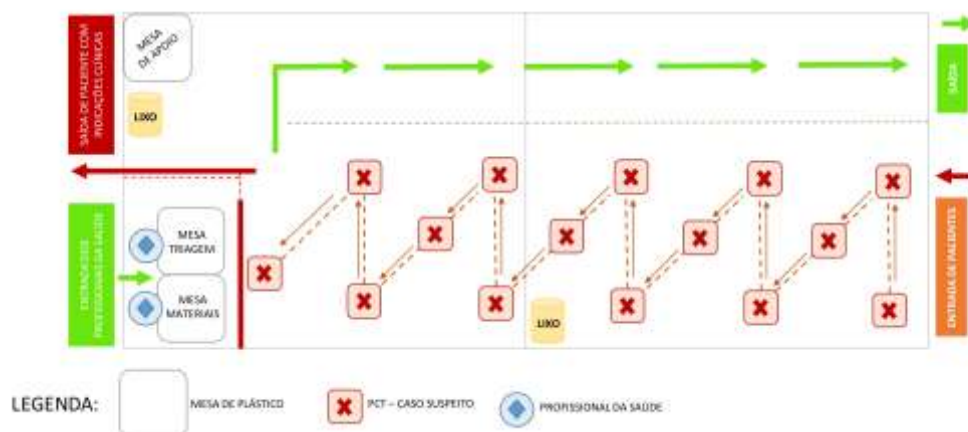 SAÍDA DE PACIENTE COM
INDICAÇÕES CLÍNICAS
MESA
DE APOIO
LIXO
SAÍDA
ENTRADA DOS
PROFISSIONAIS DA SAÚDE
MESA
TRIAGEM
MESA
MATERIAIS
LIXO
ENTRADA DE PACIENTES
LEGENDA:
MESA DE PLÁSTICO
PCT – CASO SUSPEITO
PROFISSIONAL DA SAÚDE